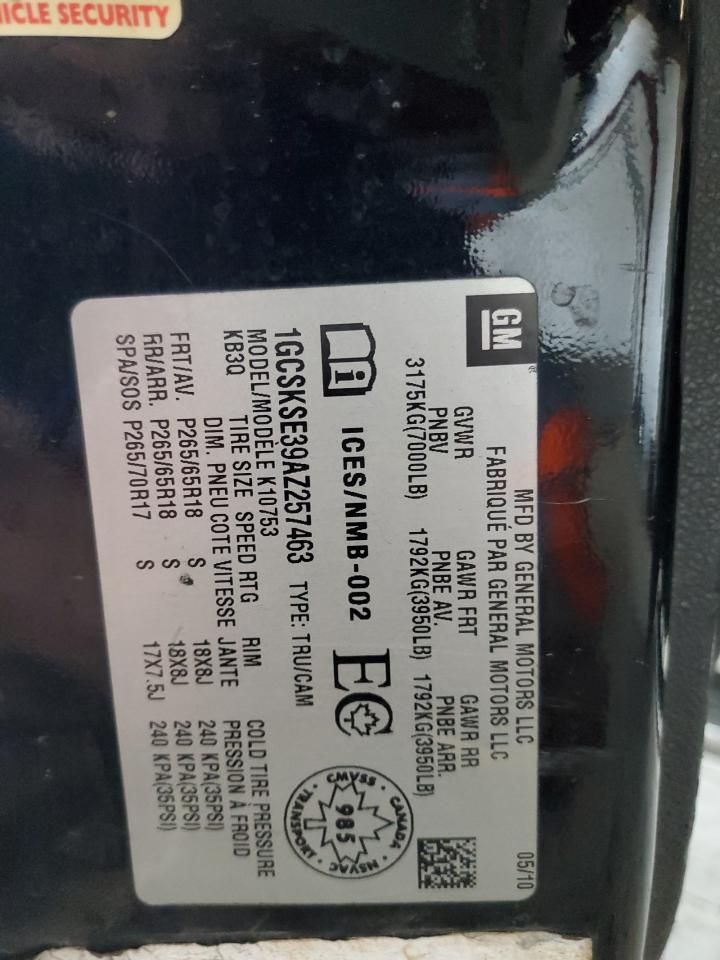 ICLE SECURITY
GM
MFD BY GENERAL MOTORS LLC 05/10
FABRIQUÉ PAR GENERAL MOTORS LLC
GVWR GAWR FRT GAWR RR
PNBV PNBE AV. PNBE ARR.
3175KG(7000LB) 1792KG(3950LB) 1792KG(3950LB)
i ICES/NMB-002 EC
CMVSS · CANADA · NSVAC · TRANSPORT ·
985
1GCSKSE39AZ257463 TYPE: TRU/CAM
MODEL/MODÈLE K10753
KB3Q TIRE SIZE SPEED RTG RIM COLD TIRE PRESSURE
DIM. PNEU COTE VITESSE JANTE PRESSION À FROID
FRT/AV. P265/65R18 S 18X8J 240 KPA(35PSI)
RR/ARR. P265/65R18 S 18X8J 240 KPA(35PSI)
SPA/SOS P265/70R17 S 17X7.5J 240 KPA(35PSI)